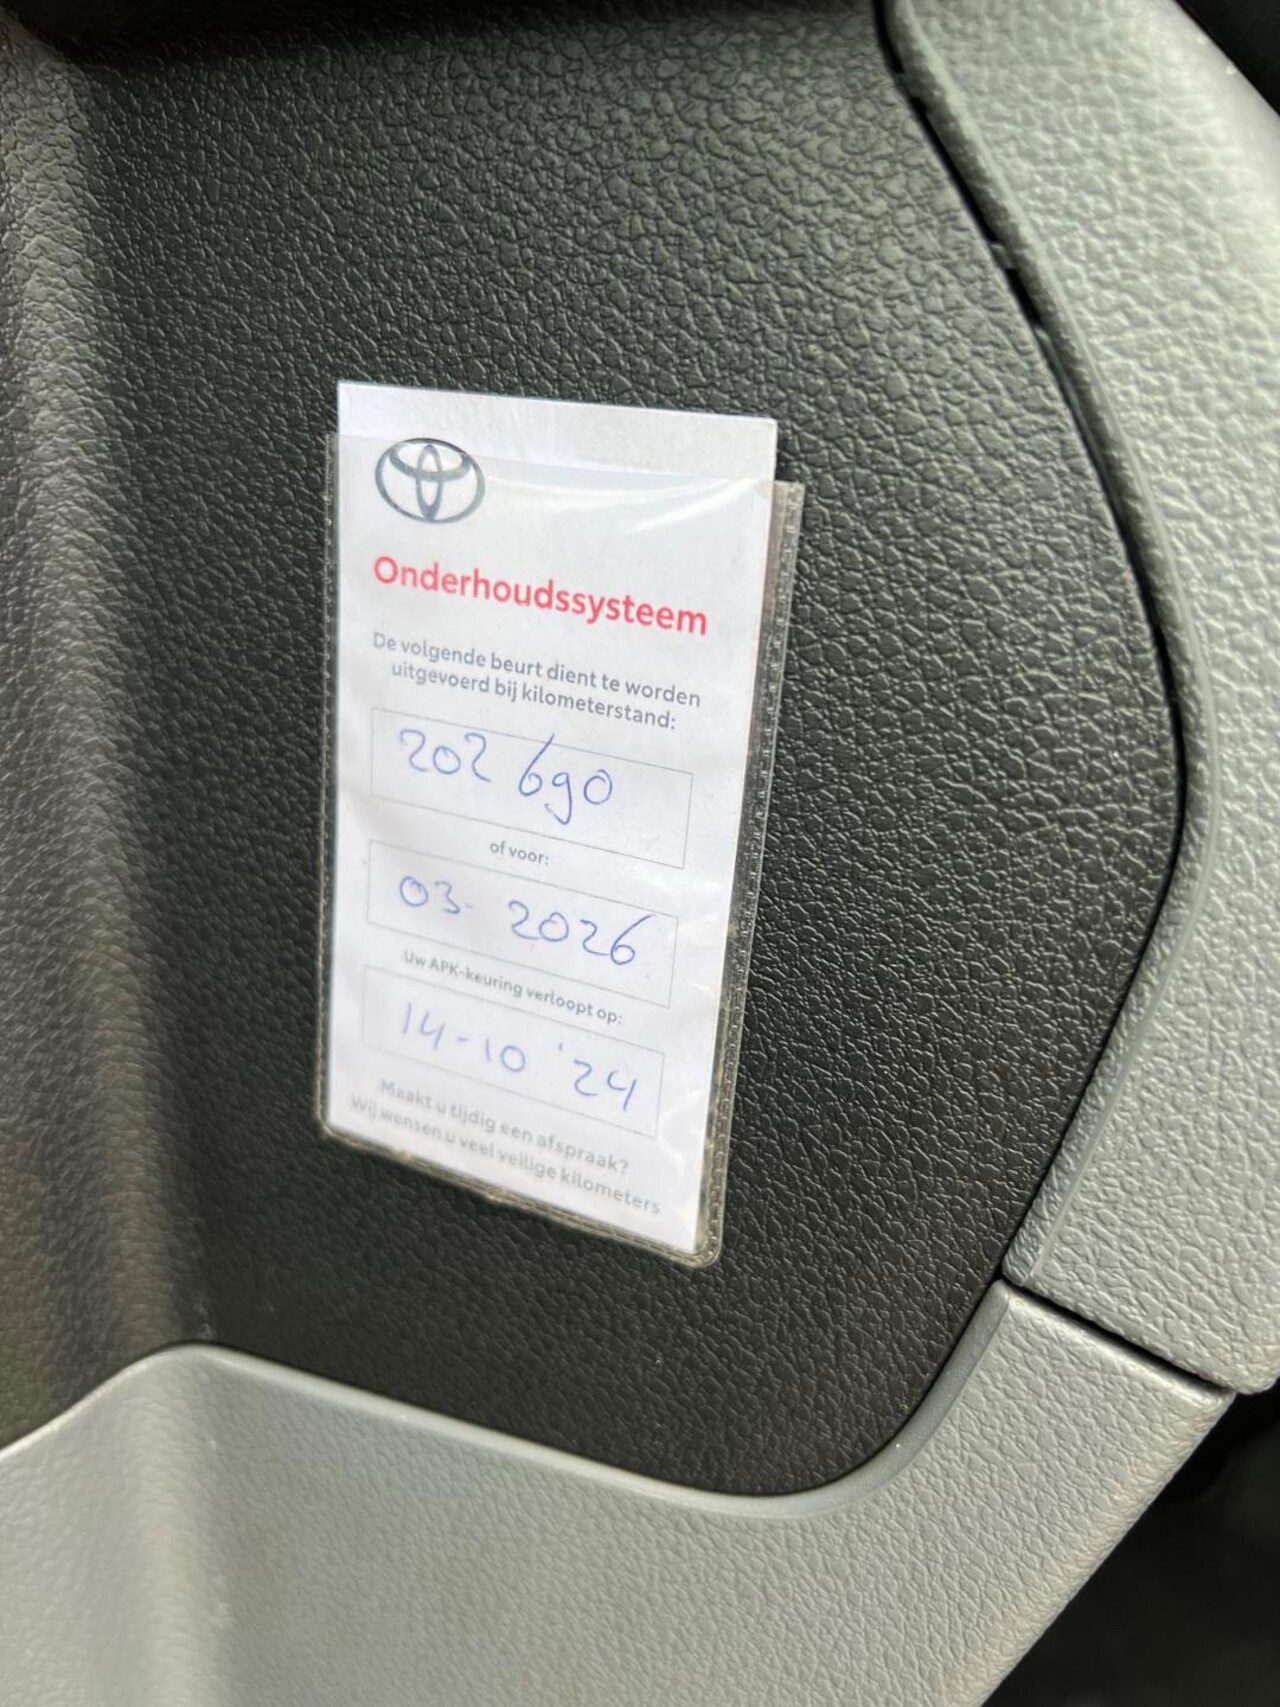 Onderhoudssysteem
De volgende beurt dient te worden
uitgevoerd bij kilometerstand:
202 690
of voor:
03- 2026
Uw APK-keuring verloopt op:
14-10 '24
Maakt u tijdig een afspraak?
Wij wensen u veel veilige kilometers